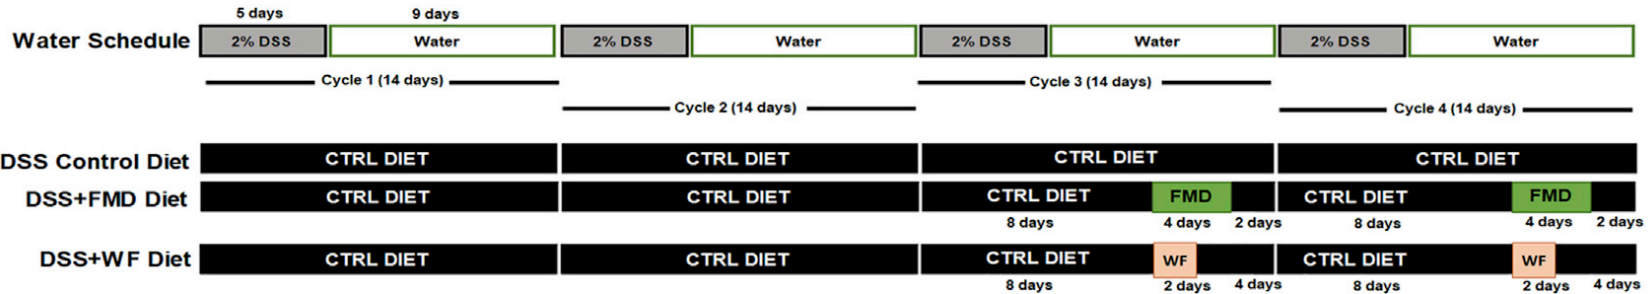 5 days 9 days
Water Schedule 2% DSS Water 2% DSS Water 2% DSS Water 2% DSS Water
Cycle 1 (14 days) Cycle 3 (14 days)
Cycle 2 (14 days) Cycle 4 (14 days)
DSS Control Diet CTRL DIET CTRL DIET CTRL DIET CTRL DIET
DSS+FMD Diet CTRL DIET CTRL DIET CTRL DIET FMD CTRL DIET FMD
8 days 4 days 2 days 8 days 4 days 2 days
DSS+WF Diet CTRL DIET CTRL DIET CTRL DIET WF CTRL DIET WF
8 days 2 days 4 days 8 days 2 days 4 days